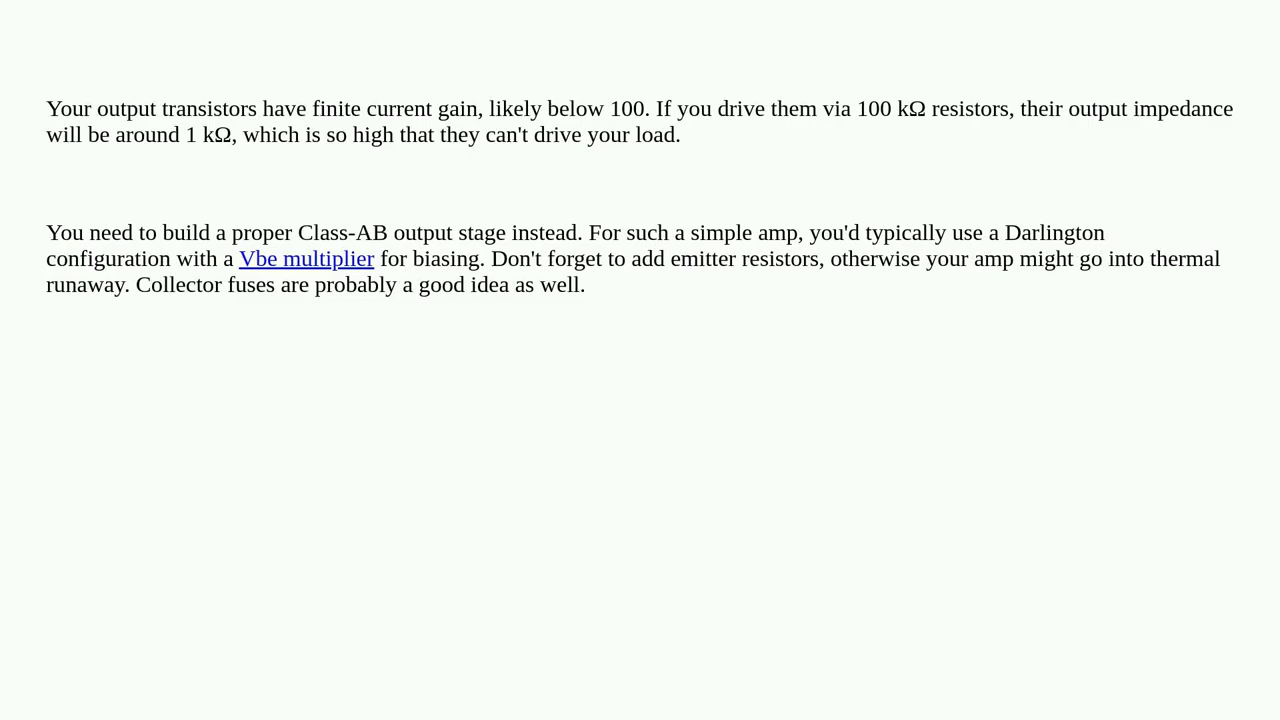 Your output transistors have finite current gain, likely below 100. If you drive them via 100 kΩ resistors, their output impedance
will be around 1 kΩ, which is so high that they can't drive your load.
You need to build a proper Class-AB output stage instead. For such a simple amp, you'd typically use a Darlington
configuration with a Vbe multiplier for biasing. Don't forget to add emitter resistors, otherwise your amp might go into thermal
runaway. Collector fuses are probably a good idea as well.